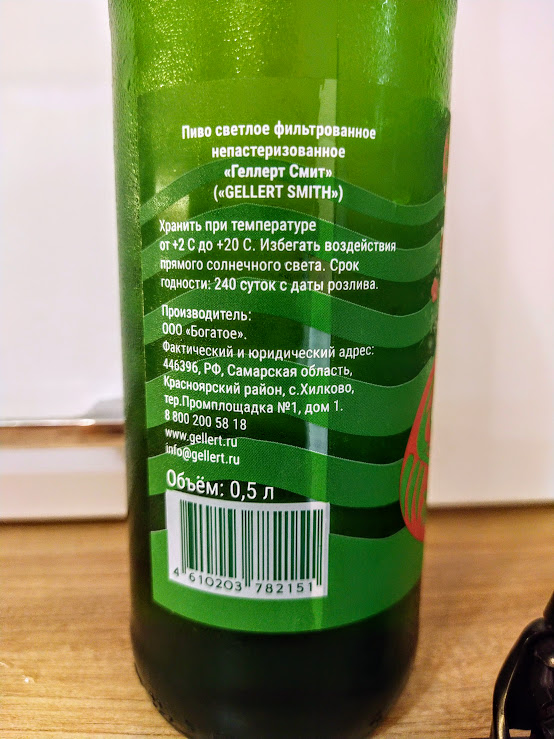 Пиво светлое фильтрованное
непастеризованное
«Геллерт Смит»
(«GELLERT SMITH»)
Хранить при температуре
от +2 С до +20 С. Избегать воздействия
прямого солнечного света. Срок
годности: 240 суток с даты розлива.
Производитель:
ООО «Богатое».
Фактический и юридический адрес:
446396, РФ, Самарская область,
Красноярский район, с.Хилково,
тер.Промплощадка №1, дом 1.
8 800 200 58 18
www.gellert.ru
info@gellert.ru
Объём: 0,5 л
4 610203 782151